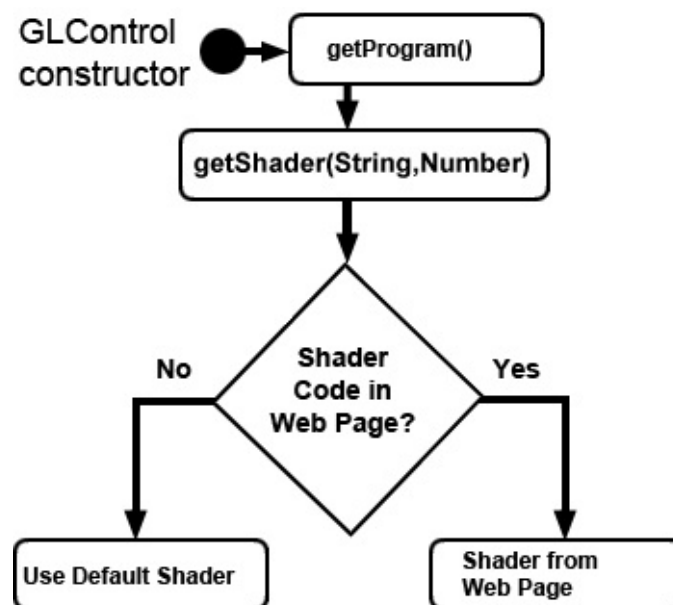 GLControl
constructor
getProgram()
getShader(String,Number)
Shader
Code in
Web Page?
No
Yes
Use Default Shader
Shader from
Web Page